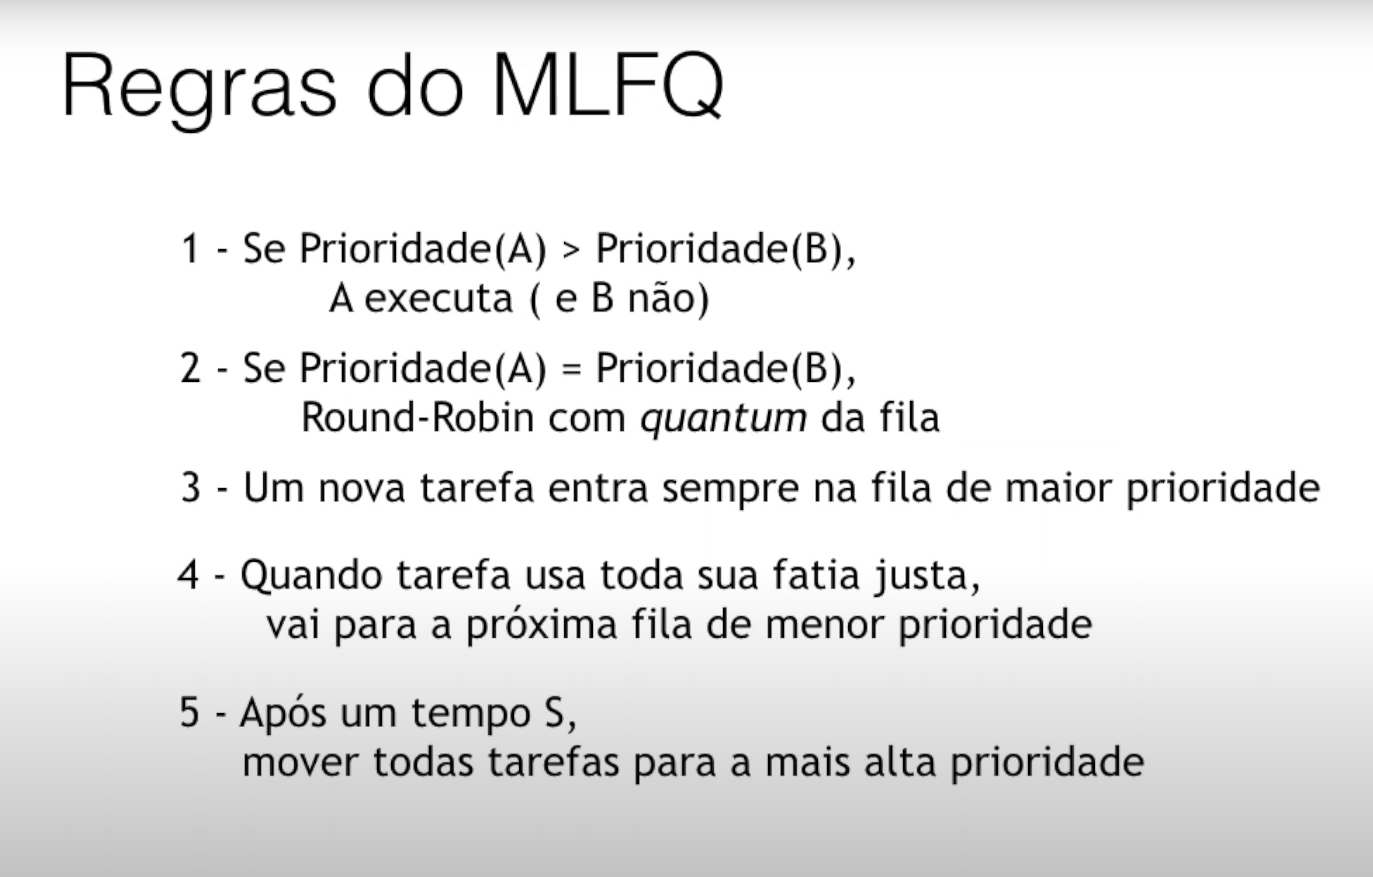 Regras do MLFQ
1 - Se Prioridade(A) > Prioridade(B),
A executa ( e B não)
2 - Se Prioridade(A) = Prioridade(B),
Round-Robin com quantum da fila
3 - Um nova tarefa entra sempre na fila de maior prioridade
4 - Quando tarefa usa toda sua fatia justa,
vai para a próxima fila de menor prioridade
5 - Após um tempo S,
mover todas tarefas para a mais alta prioridade